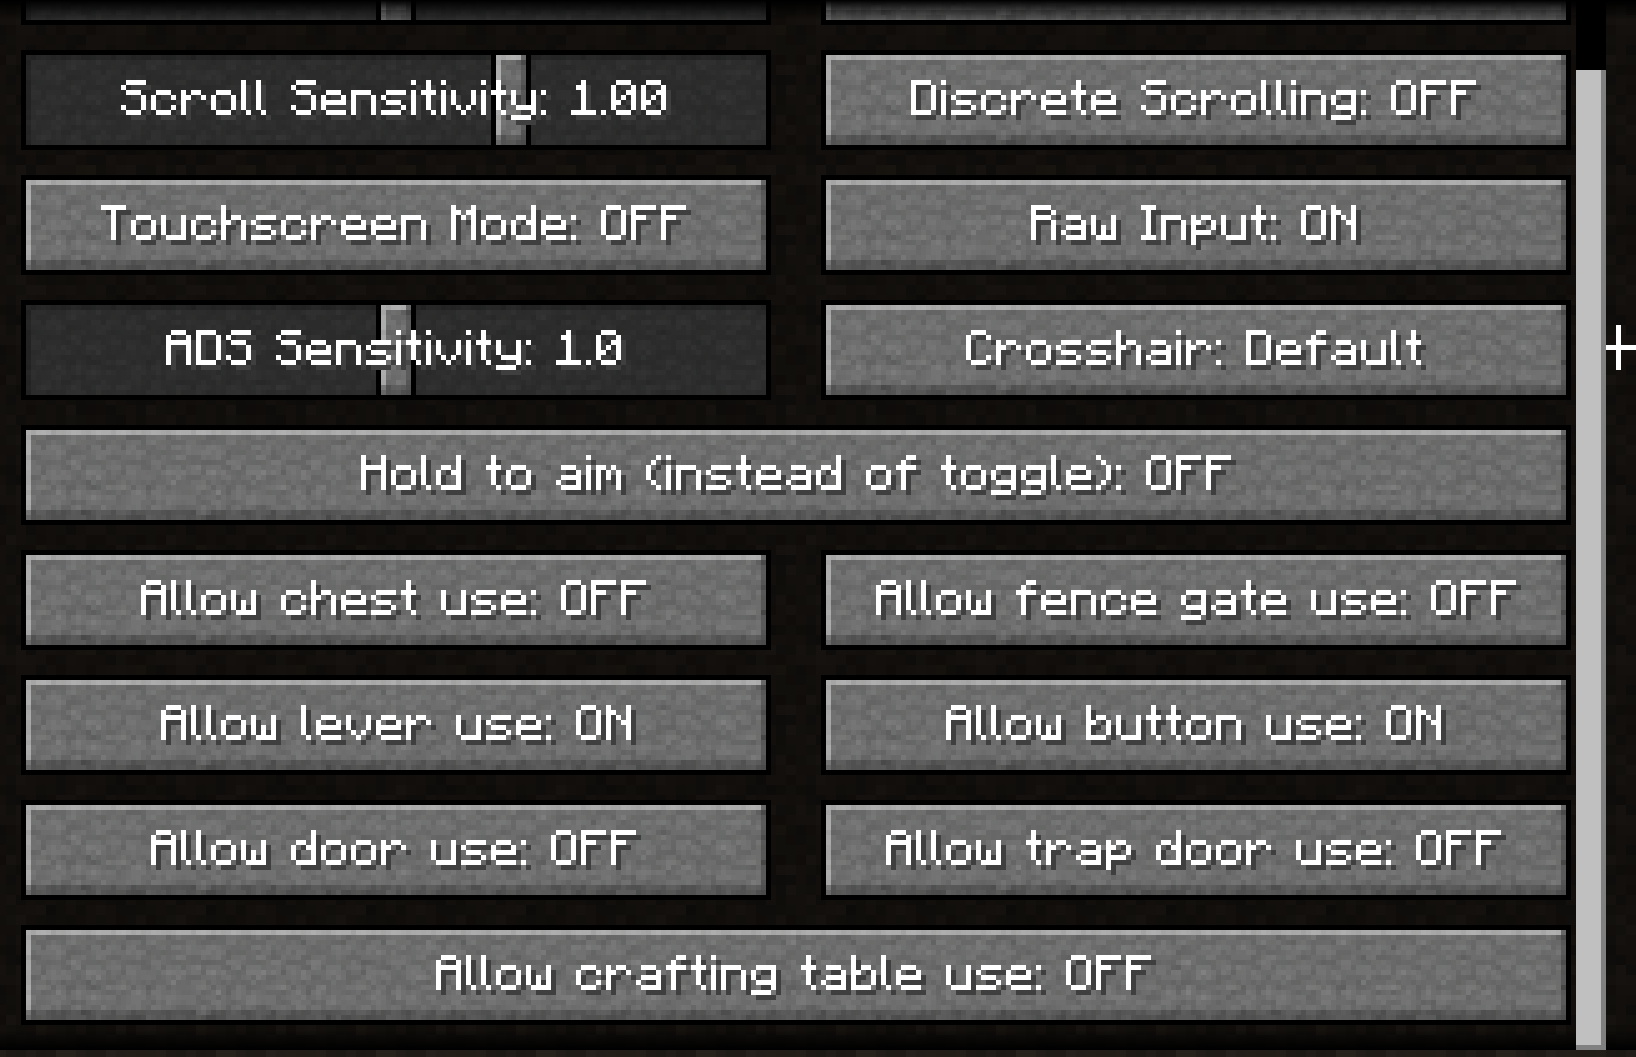 Scroll Sensitivity: 1.00
Discrete Scrolling: OFF
Touchscreen Mode: OFF
Raw Input: ON
ADS Sensitivity: 1.0
Crosshair: Default
Hold to aim (instead of toggle): OFF
Allow chest use: OFF
Allow fence gate use: OFF
Allow lever use: ON
Allow button use: ON
Allow door use: OFF
Allow trap door use: OFF
Allow crafting table use: OFF